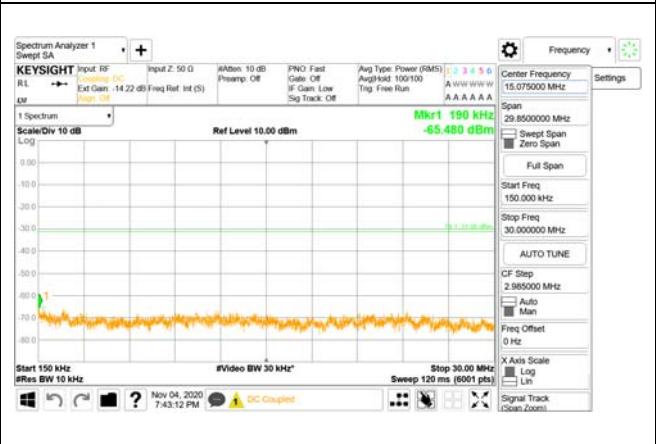 Spectrum Analyzer 1
Swept SA
Frequency
KEYSIGHT Input: RF Input Z: 50 Ω #Atten: 10 dB PNO: Fast Avg Type: Power (RMS) 1 2 3 4 5 6
RL Coupling: DC Preamp: Off Gate: Off Avg|Hold: 100/100 A W W W W W
Ext Gain: -14.22 dB Freq Ref: Int (S) IF Gain: Low Trig: Free Run
Align: Off Sig Track: Off A A A A A A
1 Spectrum
Mkr1 190 kHz
Scale/Div 10 dB Ref Level 10.00 dBm -65.480 dBm
Log
0.00
-10.0
-20.0
-30.0
-40.0
-50.0
-60.0
1
-70.0
-80.0
Start 150 kHz #Video BW 30 kHz* Stop 30.00 MHz
#Res BW 10 kHz Sweep 120 ms (6001 pts)
Nov 04, 2020
7:43:12 PM
DC Coupled
Settings
Center Frequency
15.075000 MHz
Span
29.8500000 MHz
Swept Span
Zero Span
Full Span
Start Freq
150.000 kHz
Stop Freq
30.000000 MHz
AUTO TUNE
CF Step
2.985000 MHz
Auto
Man
Freq Offset
0 Hz
X Axis Scale
Log
Lin
Signal Track
(Span Zoom)